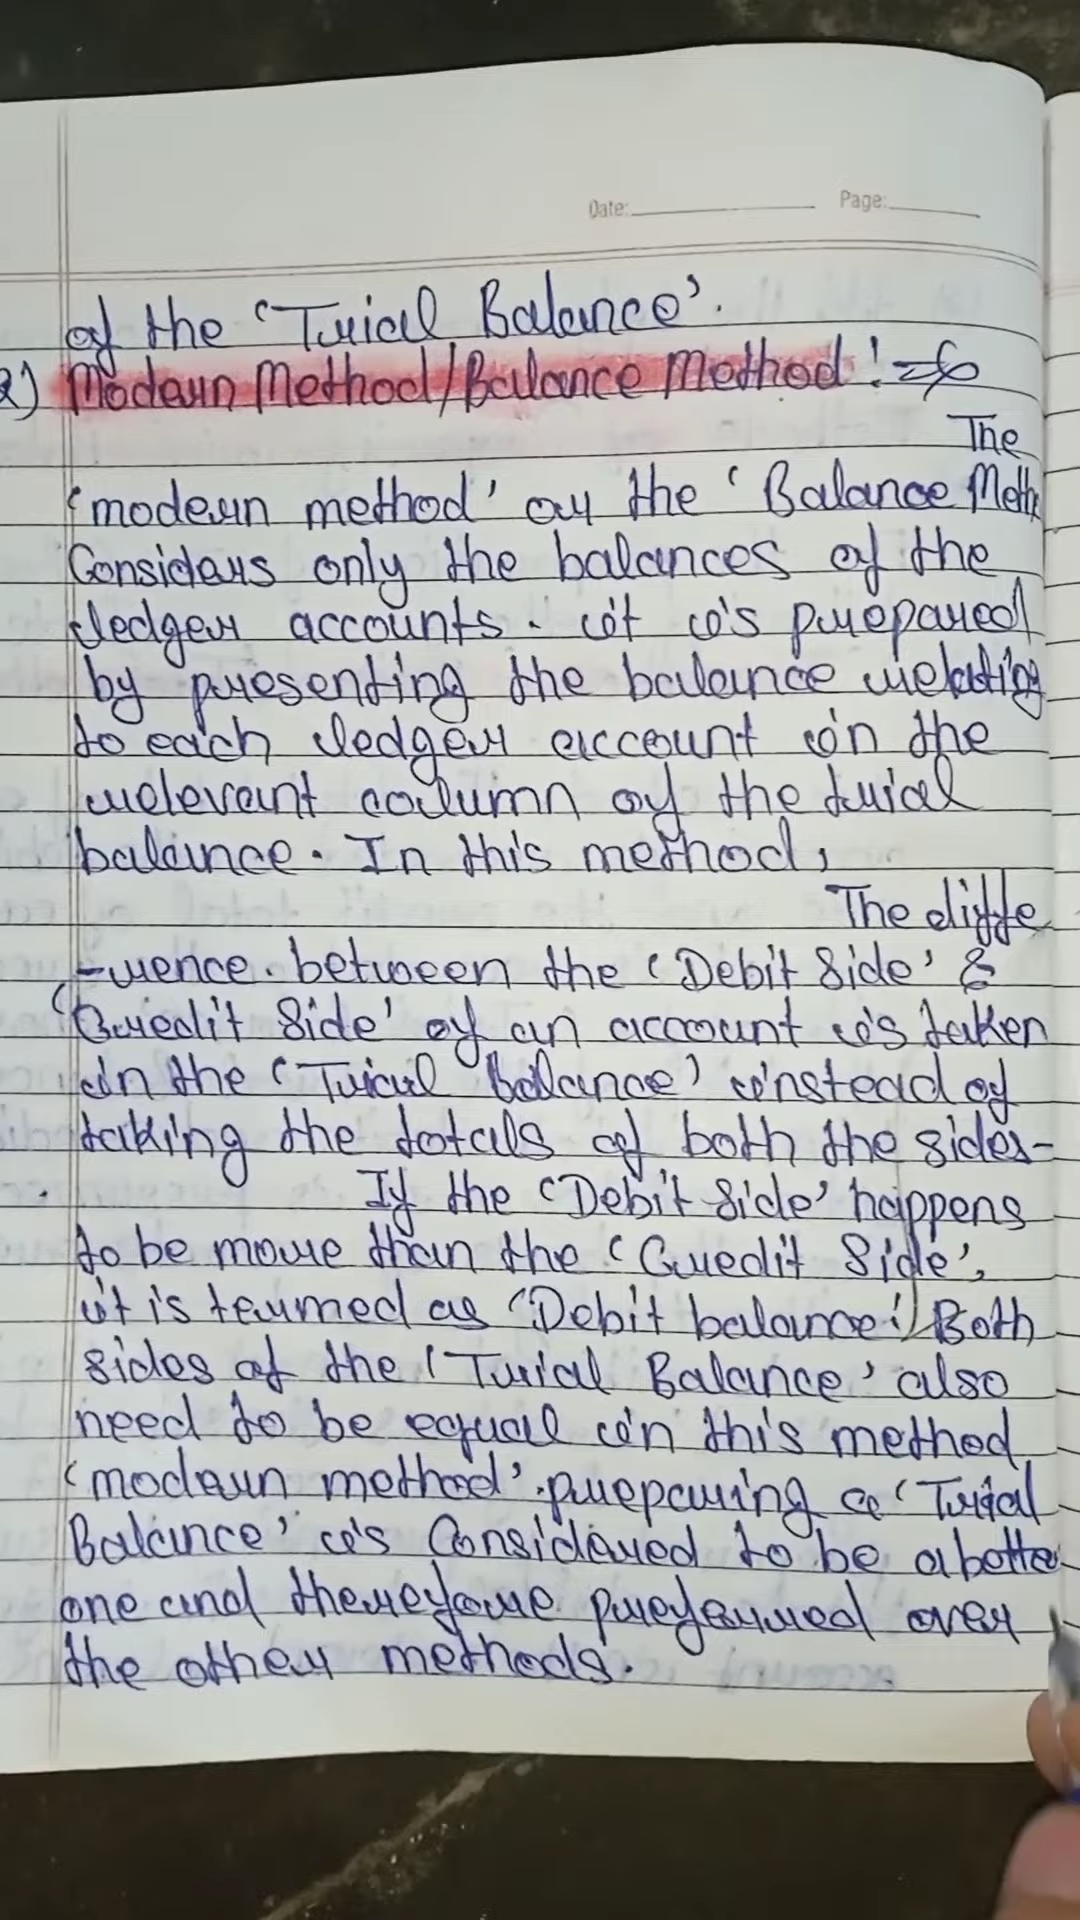 Date: Page:
of the 'Trial Balance'.
2) Modern Method/Balance Method :-
The
'modern method' or the 'Balance Meth
Considers only the balances of the
ledger accounts. it is prepared
by presenting the balance relating
to each ledger account in the
relevant column of the trial
balance. In this method,
The diffe
-rence between the 'Debit Side' &
'Credit Side' of an account is taken
in the 'Trial Balance' instead of
taking the totals of both the sides-
If the 'Debit Side' happens
to be more than the 'Credit Side',
it is termed as 'Debit balance'. Both
sides of the 'Trial Balance' also
need to be equal in this method
'modern method' preparing a 'Trial
Balance' is Considered to be a bette
one and therefore preferred over
the other methods.